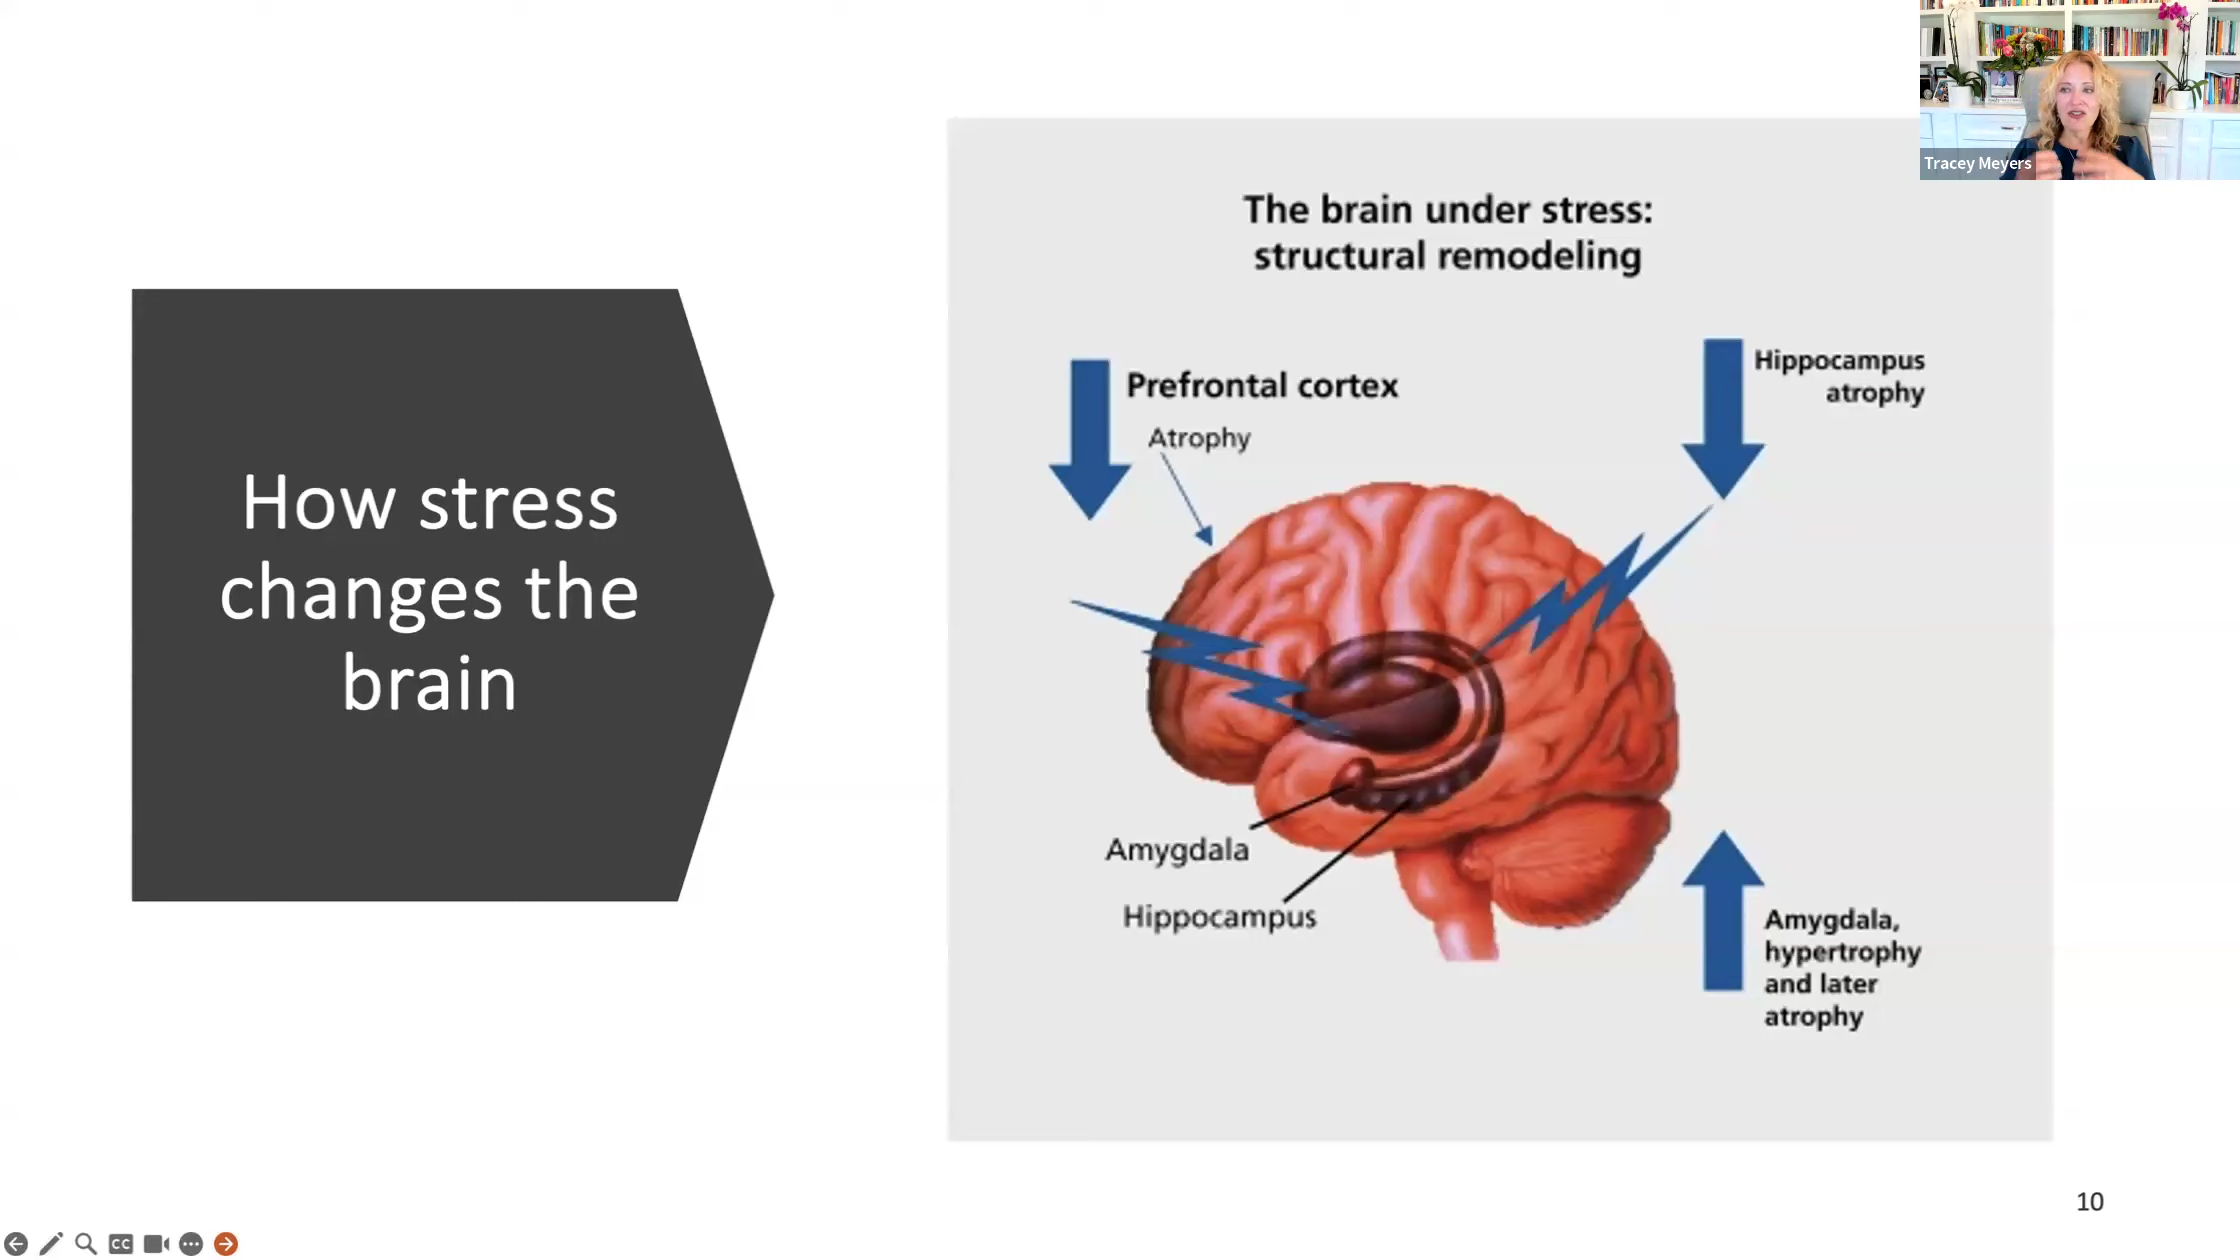 How stress
changes the
brain
The brain under stress:
structural remodeling
Prefrontal cortex
Atrophy
Hippocampus
atrophy
Amygdala
Hippocampus
Amygdala,
hypertrophy
and later
atrophy
Tracey Meyers
10
CC